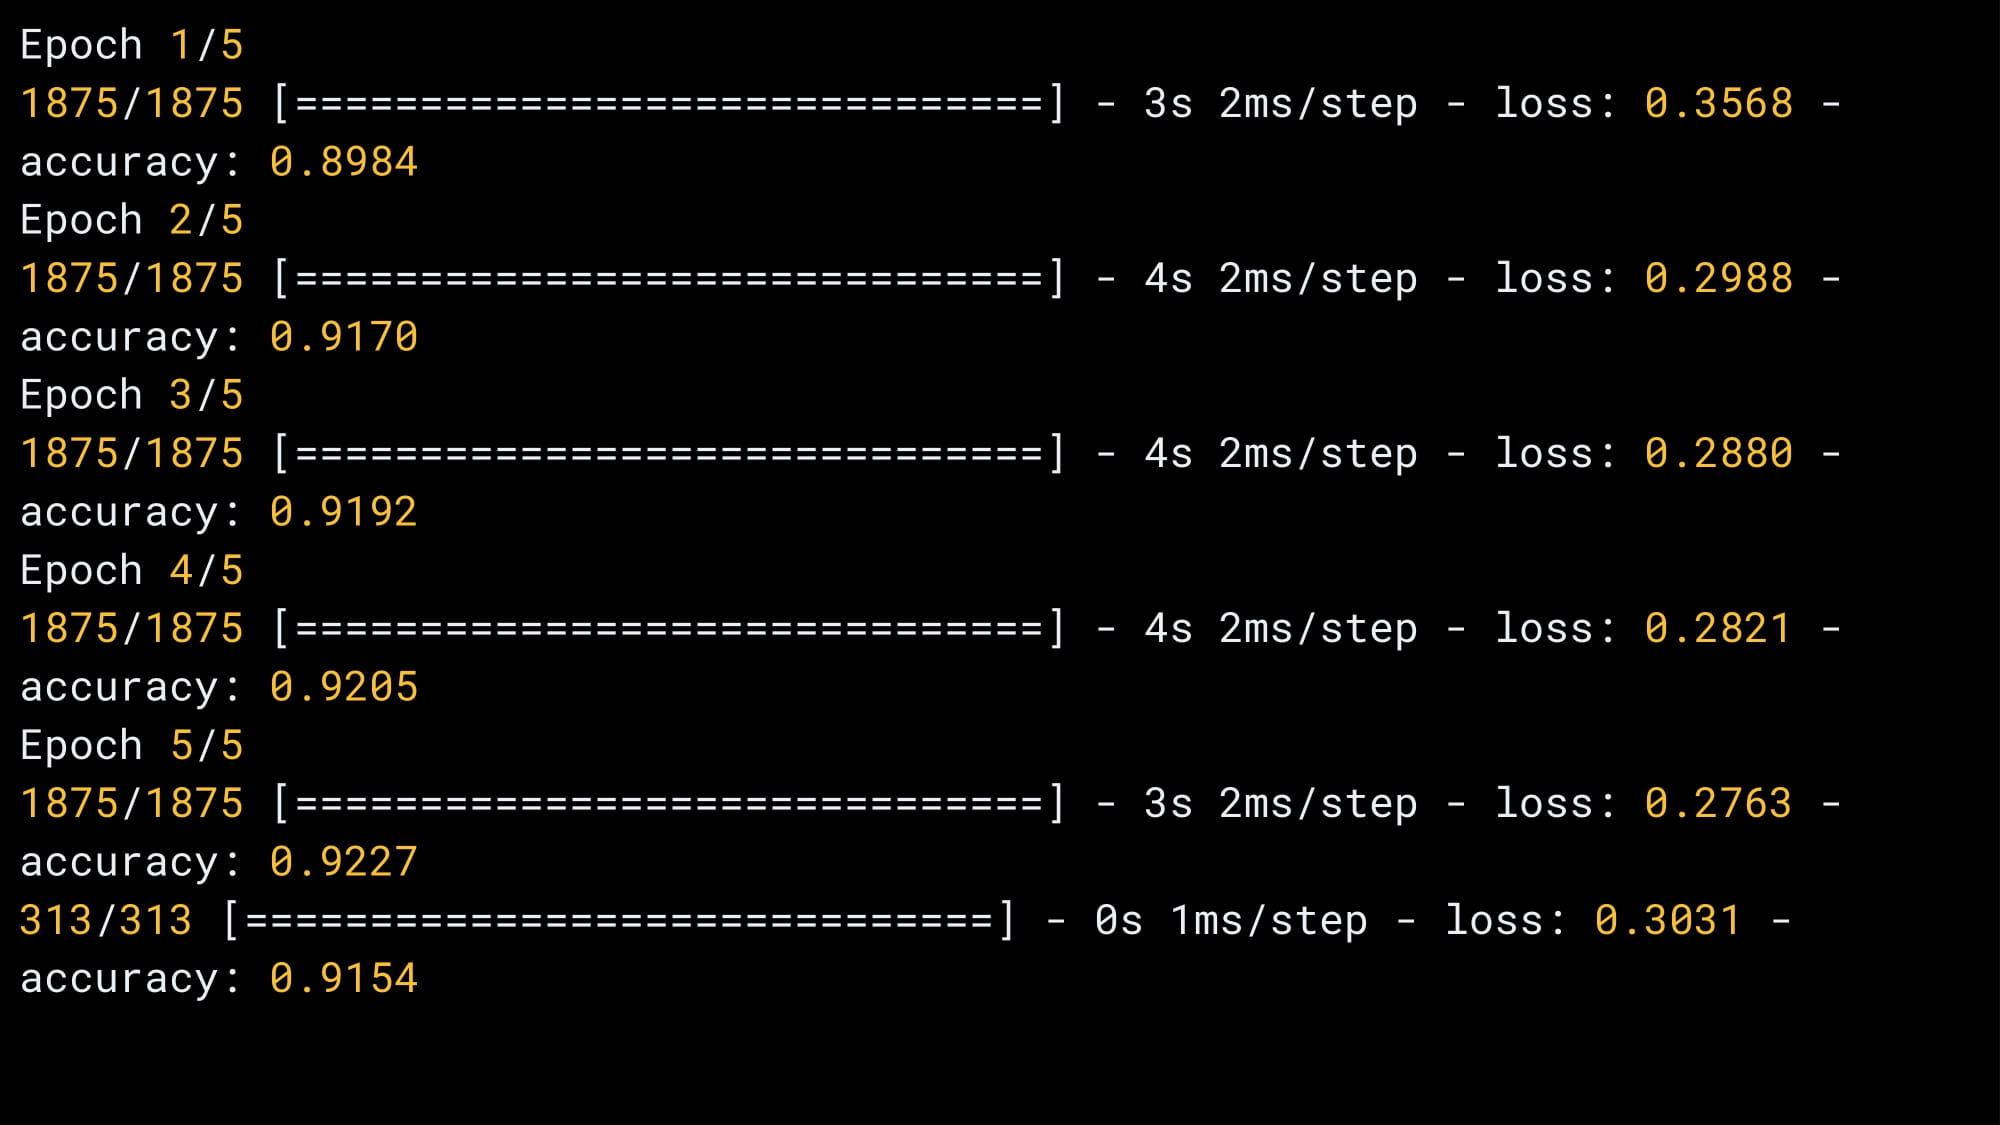 Epoch 1/5
1875/1875 [==============================] - 3s 2ms/step - loss: 0.3568 -
accuracy: 0.8984
Epoch 2/5
1875/1875 [==============================] - 4s 2ms/step - loss: 0.2988 -
accuracy: 0.9170
Epoch 3/5
1875/1875 [==============================] - 4s 2ms/step - loss: 0.2880 -
accuracy: 0.9192
Epoch 4/5
1875/1875 [==============================] - 4s 2ms/step - loss: 0.2821 -
accuracy: 0.9205
Epoch 5/5
1875/1875 [==============================] - 3s 2ms/step - loss: 0.2763 -
accuracy: 0.9227
313/313 [==============================] - 0s 1ms/step - loss: 0.3031 -
accuracy: 0.9154